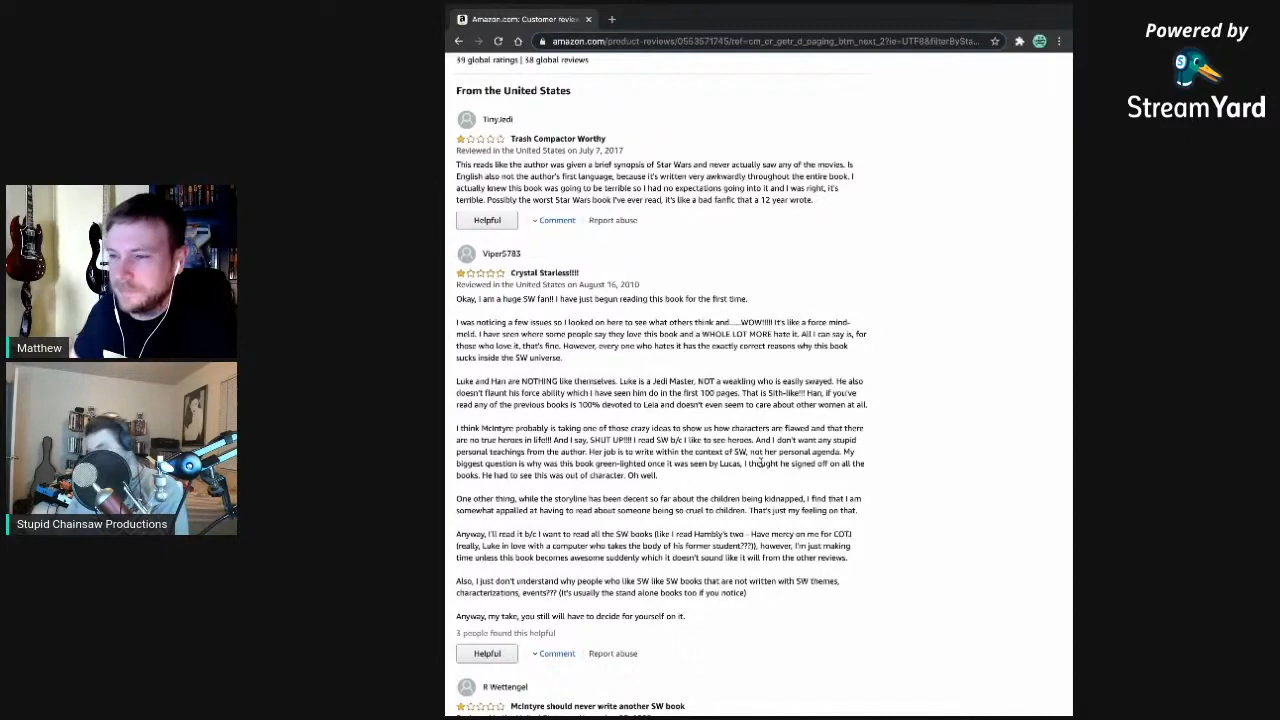 Amazon.com: Customer review
amazon.com/product-reviews/0553571745/ref=cm_cr_getr_d_paging_btm_next_2?ie=UTF8&filterBySta...
Powered by
StreamYard
39 global ratings | 38 global reviews
From the United States
TinyJedi
Trash Compactor Worthy
Reviewed in the United States on July 7, 2017
This reads like the author was given a brief synopsis of Star Wars and never actually saw any of the movies. Is
English also not the author's first language, because it's written very awkwardly throughout the entire book. I
actually knew this book was going to be terrible so I had no expectations going into it and I was right, it's
terrible. Possibly the worst Star Wars book I've ever read, it's like a bad fanfic that a 12 year wrote.
Helpful
Comment
Report abuse
Viper5783
Crystal Starless!!!!
Reviewed in the United States on August 16, 2010
Okay, I am a huge SW fan!! I have just begun reading this book for the first time.
I was noticing a few issues so I looked on here to see what others think and.....WOW!!!!! It's like a force mind-
meld. I have seen where some people say they love this book and a WHOLE LOT MORE hate it. All I can say is, for
those who love it, that's fine. However, every one who hates it has the exactly correct reasons why this book
sucks inside the SW universe.
Luke and Han are NOTHING like themselves. Luke is a Jedi Master, NOT a weakling who is easily swayed. He also
doesn't flaunt his force ability which I have seen him do in the first 100 pages. That is Sith-like!!! Han, if you've
read any of the previous books is 100% devoted to Leia and doesn't even seem to care about other women at all.
I think McIntyre probably is taking one of those crazy ideas to show us how characters are flawed and that there
are no true heroes in life!!! And I say, SHUT UP!!!! I read SW b/c I like to see heroes. And I don't want any stupid
personal teachings from the author. Her job is to write within the context of SW, not her personal agenda. My
biggest question is why was this book green-lighted once it was seen by Lucas, I thought he signed off on all the
books. He had to see this was out of character. Oh well.
One other thing, while the storyline has been decent so far about the children being kidnapped, I find that I am
somewhat appalled at having to read about someone being so cruel to children. That's just my feeling on that.
Anyway, I'll read it b/c I want to read all the SW books (like I read Hambly's two - Have mercy on me for COTJ
(really, Luke in love with a computer who takes the body of his former student???)), however, I'm just making
time unless this book becomes awesome suddenly which it doesn't sound like it will from the other reviews.
Also, I just don't understand why people who like SW like SW books that are not written with SW themes,
characterizations, events??? (It's usually the stand alone books too if you notice)
Anyway, my take, you still will have to decide for yourself on it.
3 people found this helpful
Helpful
Comment
Report abuse
R Wettengel
McIntyre should never write another SW book
Matthew
Stupid Chainsaw Productions